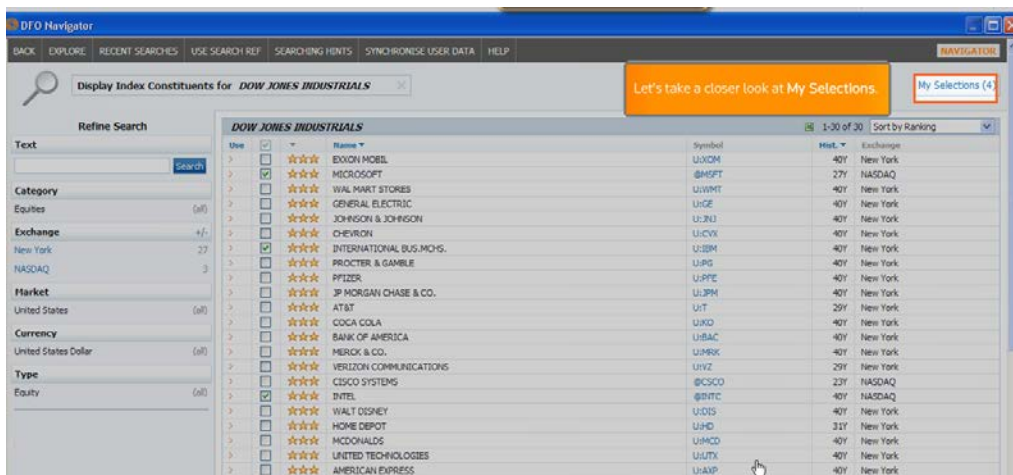 DFO Navigator
BACK EXPLORE RECENT SEARCHES USE SEARCH REF SEARCHING HINTS SYNCHRONISE USER DATA HELP NAVIGATOR
Display Index Constituents for DOW JONES INDUSTRIALS
Let's take a closer look at My Selections.
My Selections (4)
Refine Search
Text
Search
Category
Equities (all)
Exchange +/-
New York 27
NASDAQ 3
Market
United States (all)
Currency
United States Dollar (all)
Type
Equity (all)
DOW JONES INDUSTRIALS 1-30 of 30 Sort by Ranking
Use Name Symbol Hist. Exchange
EXXON MOBIL U:XOM 40Y New York
MICROSOFT @MSFT 27Y NASDAQ
WAL MART STORES U:WMT 40Y New York
GENERAL ELECTRIC U:GE 40Y New York
JOHNSON & JOHNSON U:JNJ 40Y New York
CHEVRON U:CVX 40Y New York
INTERNATIONAL BUS.MCHS. U:IBM 40Y New York
PROCTER & GAMBLE U:PG 40Y New York
PFIZER U:PFE 40Y New York
JP MORGAN CHASE & CO. U:JPM 40Y New York
AT&T U:T 29Y New York
COCA COLA U:KO 40Y New York
BANK OF AMERICA U:BAC 40Y New York
MERCK & CO. U:MRK 40Y New York
VERIZON COMMUNICATIONS U:VZ 29Y New York
CISCO SYSTEMS @CSCO 23Y NASDAQ
INTEL @INTC 40Y NASDAQ
WALT DISNEY U:DIS 40Y New York
HOME DEPOT U:HD 31Y New York
MCDONALDS U:MCD 40Y New York
UNITED TECHNOLOGIES U:UTX 40Y New York
AMERICAN EXPRESS U:AXP 40Y New York